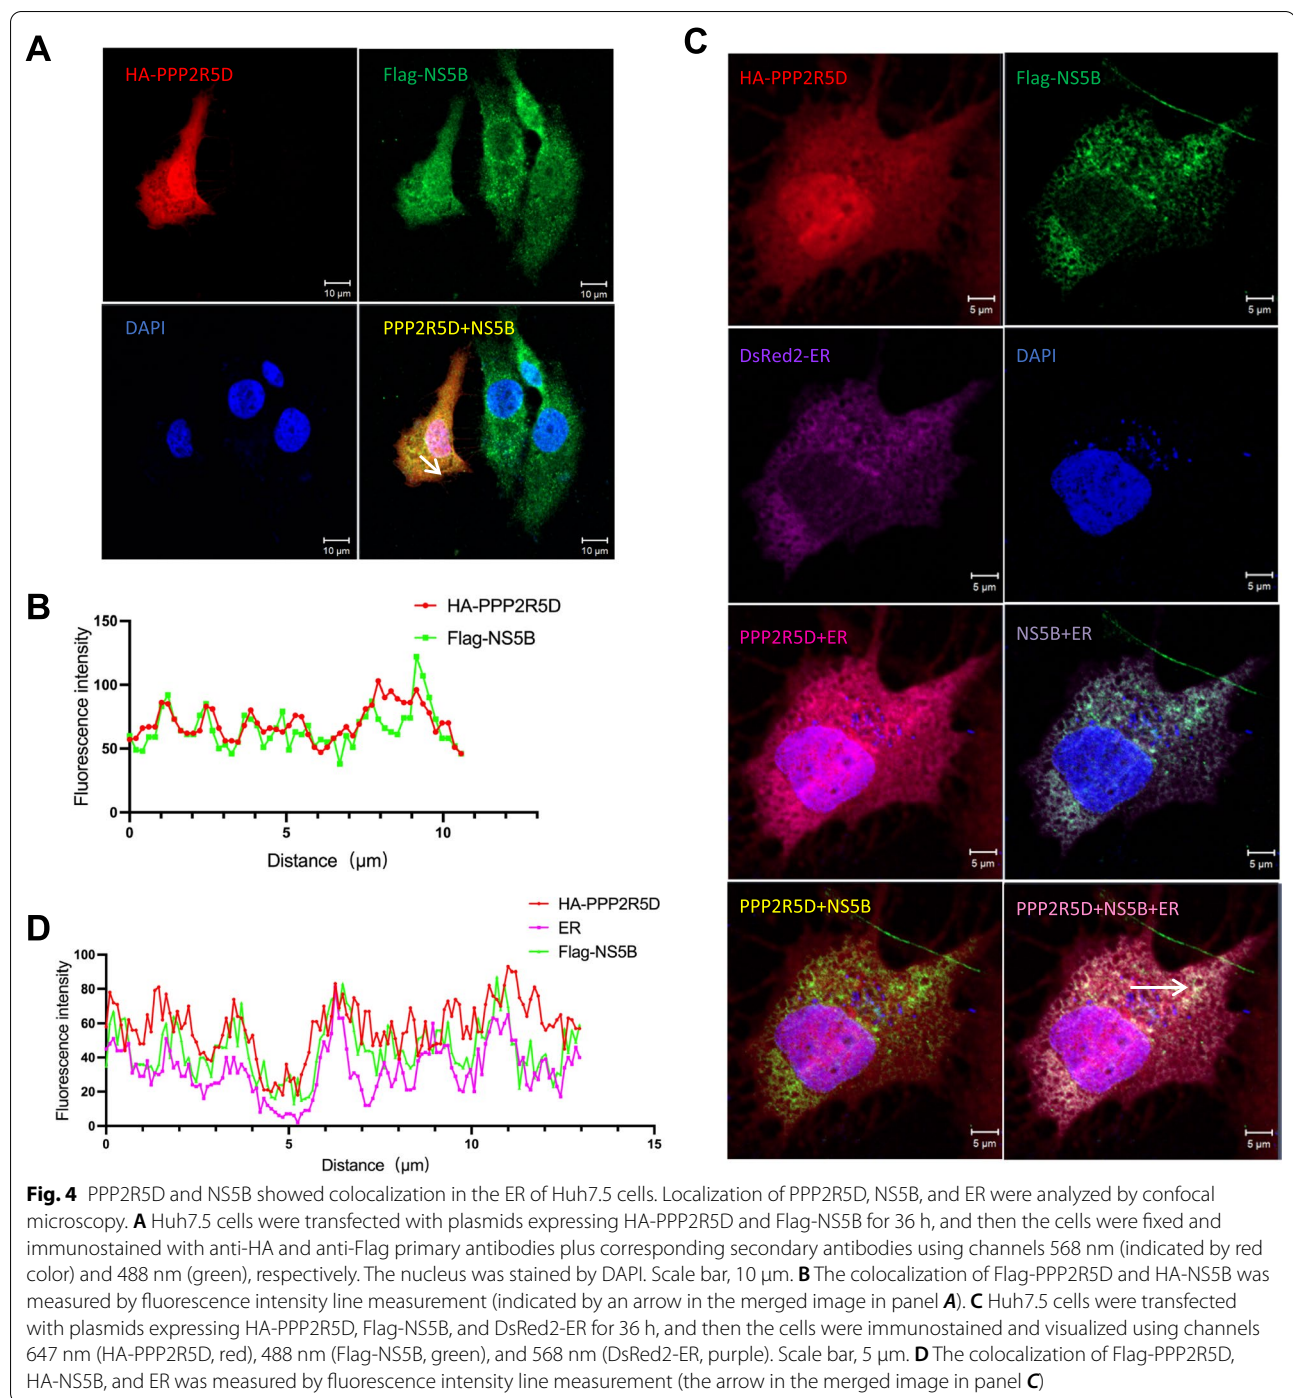 A
HA-PPP2R5D
Flag-NS5B
10 µm
10 µm
DAPI
PPP2R5D+NS5B
10 µm
10 µm
B
HA-PPP2R5D
Flag-NS5B
Fluorescence intensity
150
100
50
0
0
5
10
Distance (µm)
D
HA-PPP2R5D
ER
Flag-NS5B
Fluorescence intensity
100
80
60
40
20
0
0
5
10
15
Distance (µm)
C
HA-PPP2R5D
Flag-NS5B
5 µm
5 µm
DsRed2-ER
DAPI
5 µm
5 µm
PPP2R5D+ER
NS5B+ER
5 µm
5 µm
PPP2R5D+NS5B
PPP2R5D+NS5B+ER
5 µm
5 µm
Fig. 4 PPP2R5D and NS5B showed colocalization in the ER of Huh7.5 cells. Localization of PPP2R5D, NS5B, and ER were analyzed by confocal
microscopy. A Huh7.5 cells were transfected with plasmids expressing HA-PPP2R5D and Flag-NS5B for 36 h, and then the cells were fixed and
immunostained with anti-HA and anti-Flag primary antibodies plus corresponding secondary antibodies using channels 568 nm (indicated by red
color) and 488 nm (green), respectively. The nucleus was stained by DAPI. Scale bar, 10 µm. B The colocalization of Flag-PPP2R5D and HA-NS5B was
measured by fluorescence intensity line measurement (indicated by an arrow in the merged image in panel A). C Huh7.5 cells were transfected
with plasmids expressing HA-PPP2R5D, Flag-NS5B, and DsRed2-ER for 36 h, and then the cells were immunostained and visualized using channels
647 nm (HA-PPP2R5D, red), 488 nm (Flag-NS5B, green), and 568 nm (DsRed2-ER, purple). Scale bar, 5 µm. D The colocalization of Flag-PPP2R5D,
HA-NS5B, and ER was measured by fluorescence intensity line measurement (the arrow in the merged image in panel C)